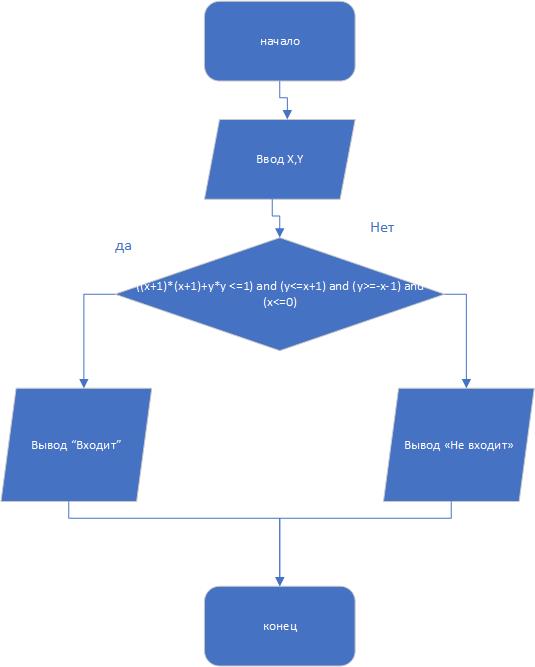 начало
Ввод X,Y
Нет
да
((x+1)*(x+1)+y*y <=1) and (y<=x+1) and (y>=-x-1) and
(x<=0)
Вывод “Входит”
Вывод «Не входит»
конец